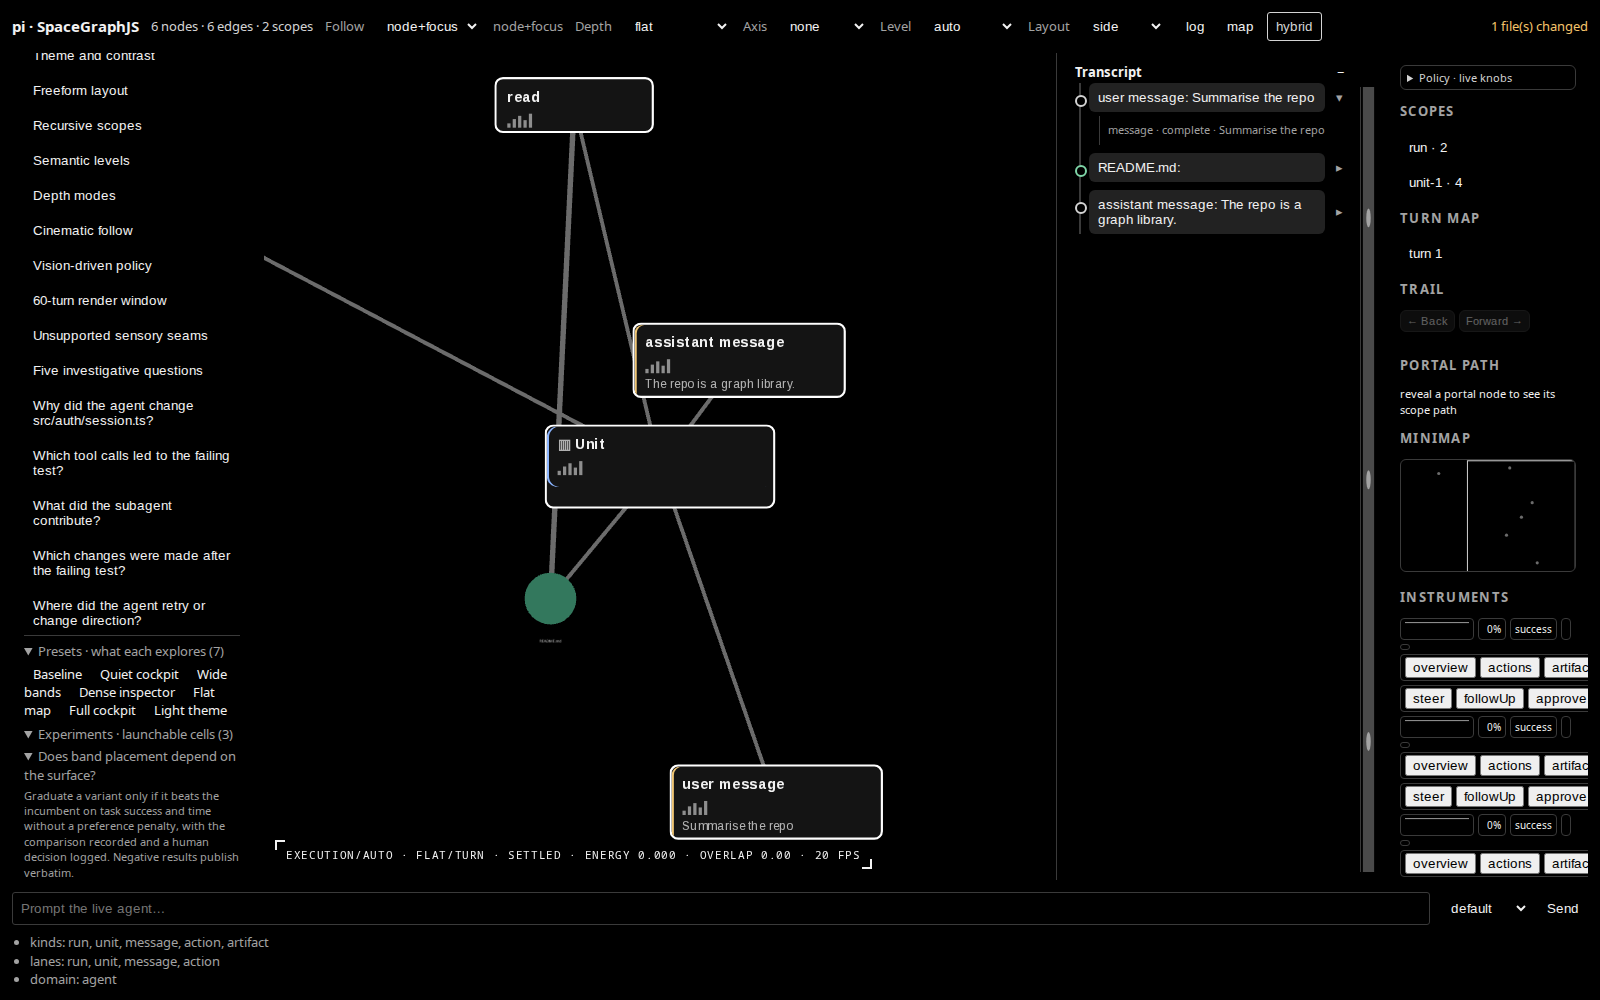 pi · SpaceGraphJS 6 nodes · 6 edges · 2 scopes Follow node+focus node+focus Depth flat Axis none Level auto Layout side log map hybrid 1 file(s) changed
Theme and contrast
Freeform layout
Recursive scopes
Semantic levels
Depth modes
Cinematic follow
Vision-driven policy
60-turn render window
Unsupported sensory seams
Five investigative questions
Why did the agent change
src/auth/session.ts?
Which tool calls led to the failing
test?
What did the subagent
contribute?
Which changes were made after
the failing test?
Where did the agent retry or
change direction?
▼ Presets · what each explores (7)
Baseline Quiet cockpit Wide
bands Dense inspector Flat
map Full cockpit Light theme
▼ Experiments · launchable cells (3)
▼ Does band placement depend on
the surface?
Graduate a variant only if it beats the
incumbent on task success and time
without a preference penalty, with the
comparison recorded and a human
decision logged. Negative results publish
verbatim.
read
assistant message
The repo is a graph library.
▥ Unit
user message
Summarise the repo
EXECUTION/AUTO · FLAT/TURN · SETTLED · ENERGY 0.000 · OVERLAP 0.00 · 20 FPS
Transcript –
user message: Summarise the repo ▾
message · complete · Summarise the repo
README.md: ▸
assistant message: The repo is a
graph library. ▸
▶ Policy · live knobs
SCOPES
run · 2
unit-1 · 4
TURN MAP
turn 1
TRAIL
← Back Forward →
PORTAL PATH
reveal a portal node to see its
scope path
MINIMAP
INSTRUMENTS
0% success
overview actions artifac
steer followUp approve
0% success
overview actions artifac
steer followUp approve
0% success
overview actions artifac
Prompt the live agent… default Send
• kinds: run, unit, message, action, artifact
• lanes: run, unit, message, action
• domain: agent